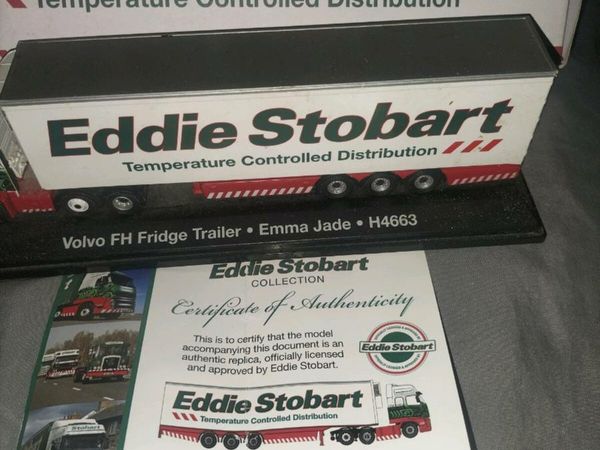 Temperature Controlled Distribution
Eddie Stobart
Temperature Controlled Distribution
Volvo FH Fridge Trailer • Emma Jade • H4663
Eddie Stobart
COLLECTION
Certificate of Authenticity
This is to certify that the model
accompanying this document is an
authentic replica, officially licensed
and approved by Eddie Stobart.
Eddie Stobart
Eddie Stobart
Temperature Controlled Distribution